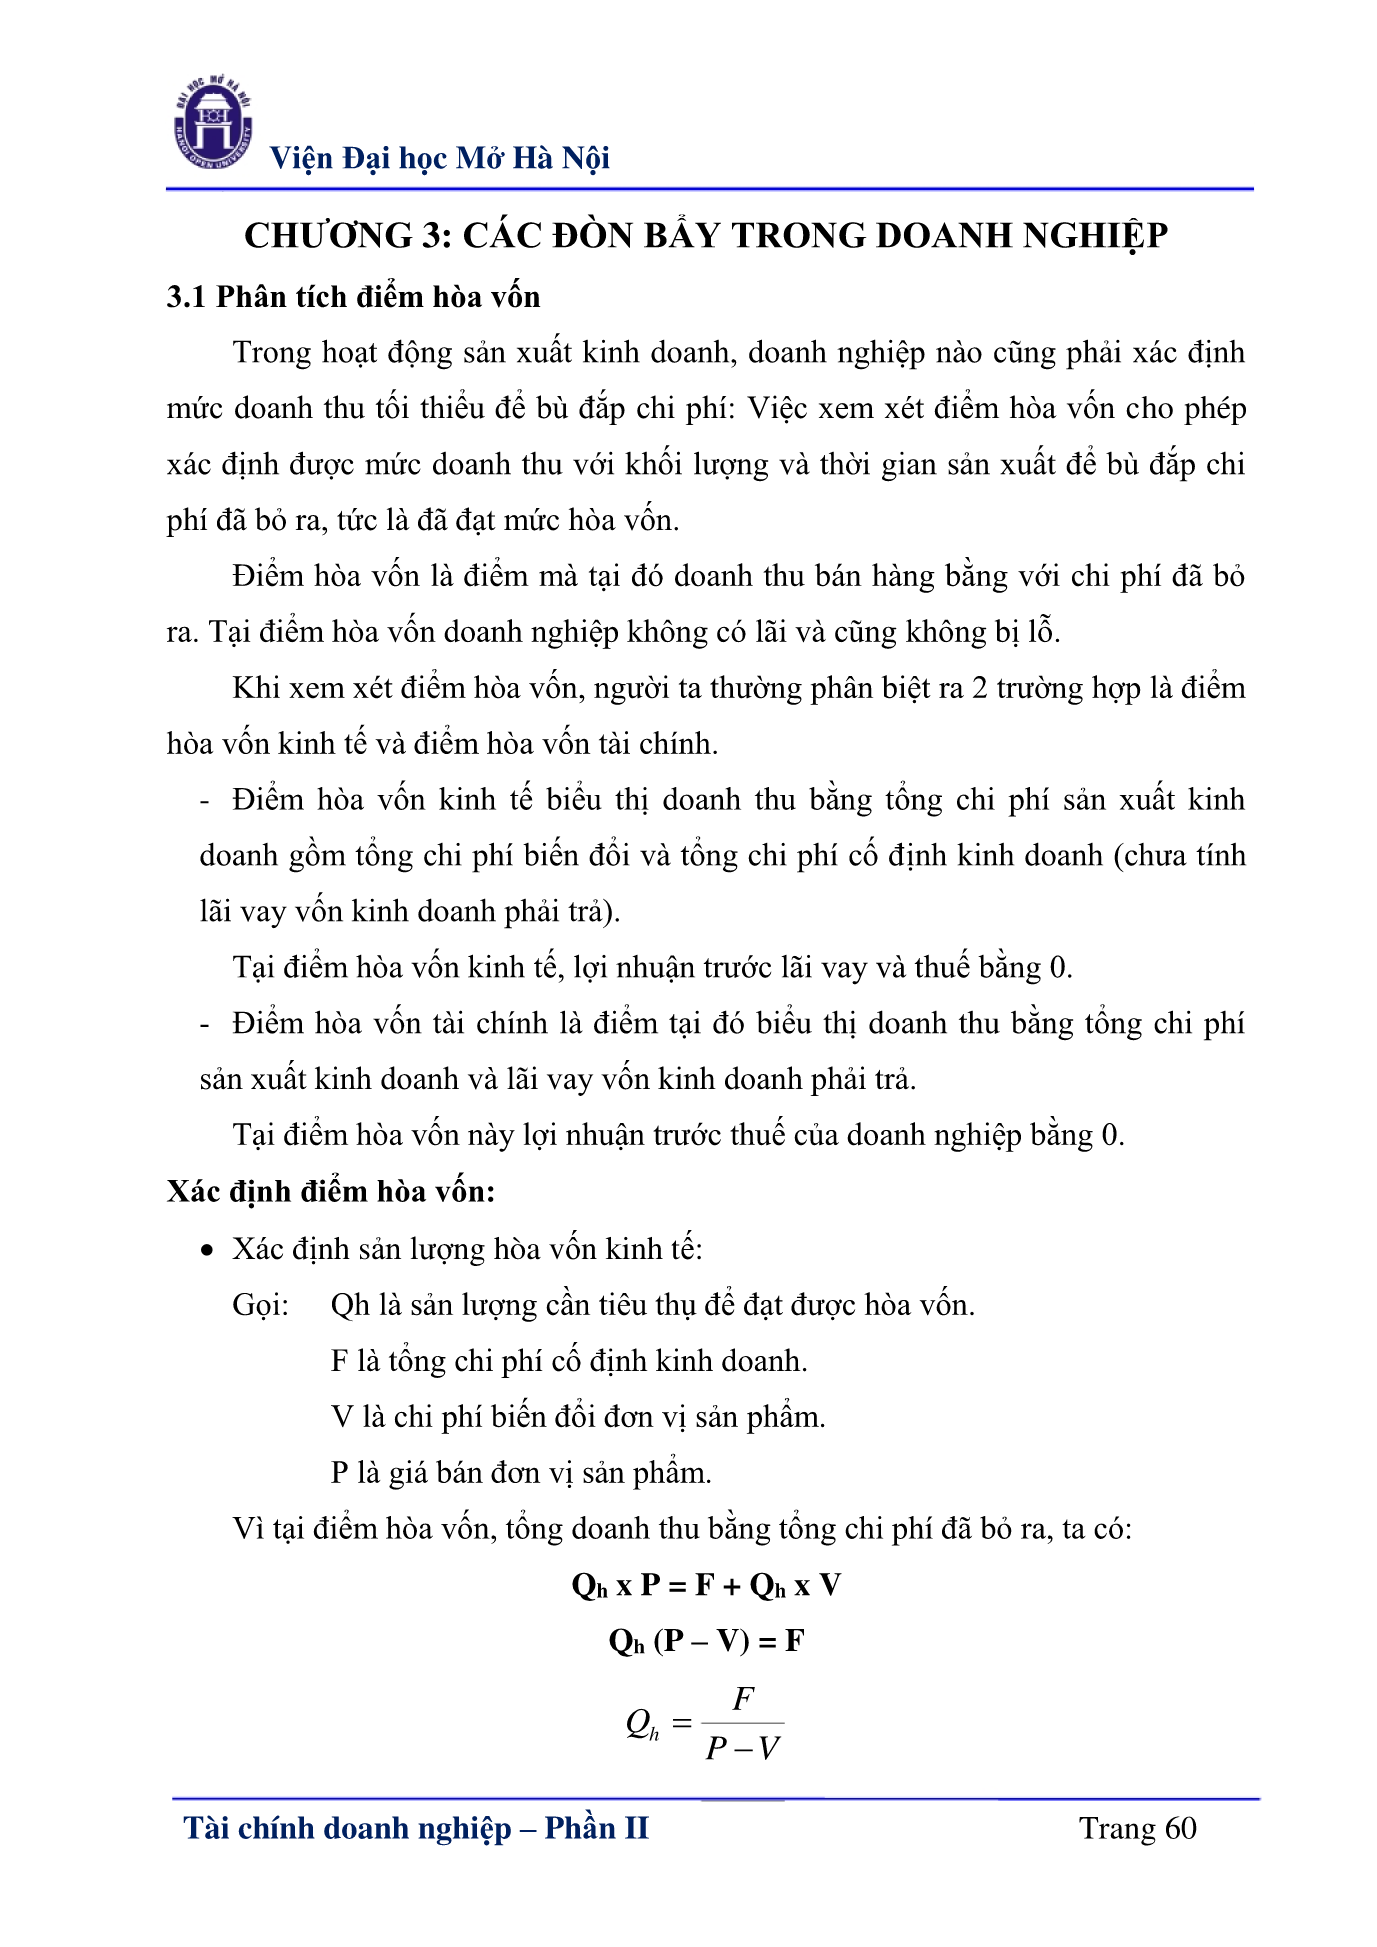 ĐẠI HỌC MỞ HÀ NỘI
HANOI OPEN UNIVERSITY
Viện Đại học Mở Hà Nội
CHƯƠNG 3: CÁC ĐÒN BẨY TRONG DOANH NGHIỆP
3.1 Phân tích điểm hòa vốn
Trong hoạt động sản xuất kinh doanh, doanh nghiệp nào cũng phải xác định
mức doanh thu tối thiểu để bù đắp chi phí: Việc xem xét điểm hòa vốn cho phép
xác định được mức doanh thu với khối lượng và thời gian sản xuất để bù đắp chi
phí đã bỏ ra, tức là đã đạt mức hòa vốn.
Điểm hòa vốn là điểm mà tại đó doanh thu bán hàng bằng với chi phí đã bỏ
ra. Tại điểm hòa vốn doanh nghiệp không có lãi và cũng không bị lỗ.
Khi xem xét điểm hòa vốn, người ta thường phân biệt ra 2 trường hợp là điểm
hòa vốn kinh tế và điểm hòa vốn tài chính.
- Điểm hòa vốn kinh tế biểu thị doanh thu bằng tổng chi phí sản xuất kinh
doanh gồm tổng chi phí biến đổi và tổng chi phí cố định kinh doanh (chưa tính
lãi vay vốn kinh doanh phải trả).
Tại điểm hòa vốn kinh tế, lợi nhuận trước lãi vay và thuế bằng 0.
- Điểm hòa vốn tài chính là điểm tại đó biểu thị doanh thu bằng tổng chi phí
sản xuất kinh doanh và lãi vay vốn kinh doanh phải trả.
Tại điểm hòa vốn này lợi nhuận trước thuế của doanh nghiệp bằng 0.
Xác định điểm hòa vốn:
• Xác định sản lượng hòa vốn kinh tế:
Gọi: Qh là sản lượng cần tiêu thụ để đạt được hòa vốn.
F là tổng chi phí cố định kinh doanh.
V là chi phí biến đổi đơn vị sản phẩm.
P là giá bán đơn vị sản phẩm.
Vì tại điểm hòa vốn, tổng doanh thu bằng tổng chi phí đã bỏ ra, ta có:
Qh x P = F + Qh x V
Qh (P – V) = F
Qh = F / (P − V)
Tài chính doanh nghiệp – Phần II Trang 60